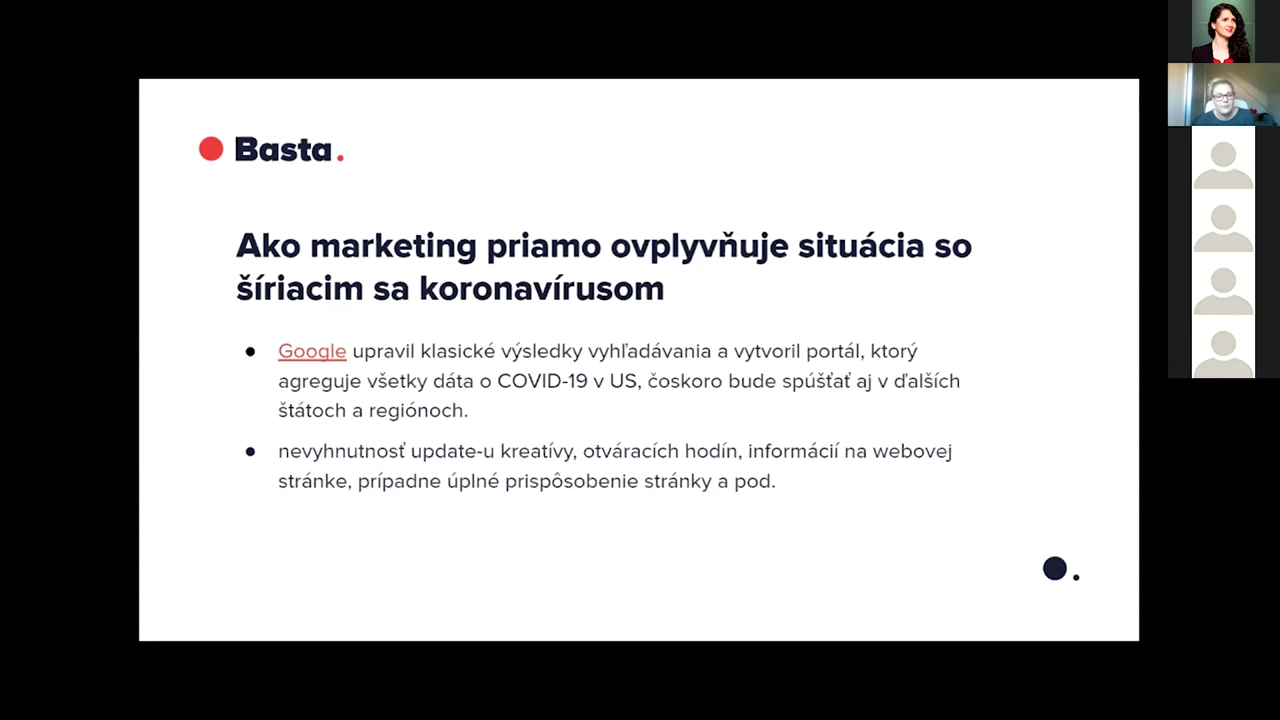 Basta.
Ako marketing priamo ovplyvňuje situácia so
šíriacim sa koronavírusom
● Google upravil klasické výsledky vyhľadávania a vytvoril portál, ktorý
agreguje všetky dáta o COVID-19 v US, čoskoro bude spúšťať aj v ďalších
štátoch a regiónoch.
● nevyhnutnosť update-u kreatívy, otváracích hodín, informácií na webovej
stránke, prípadne úplné prispôsobenie stránky a pod.